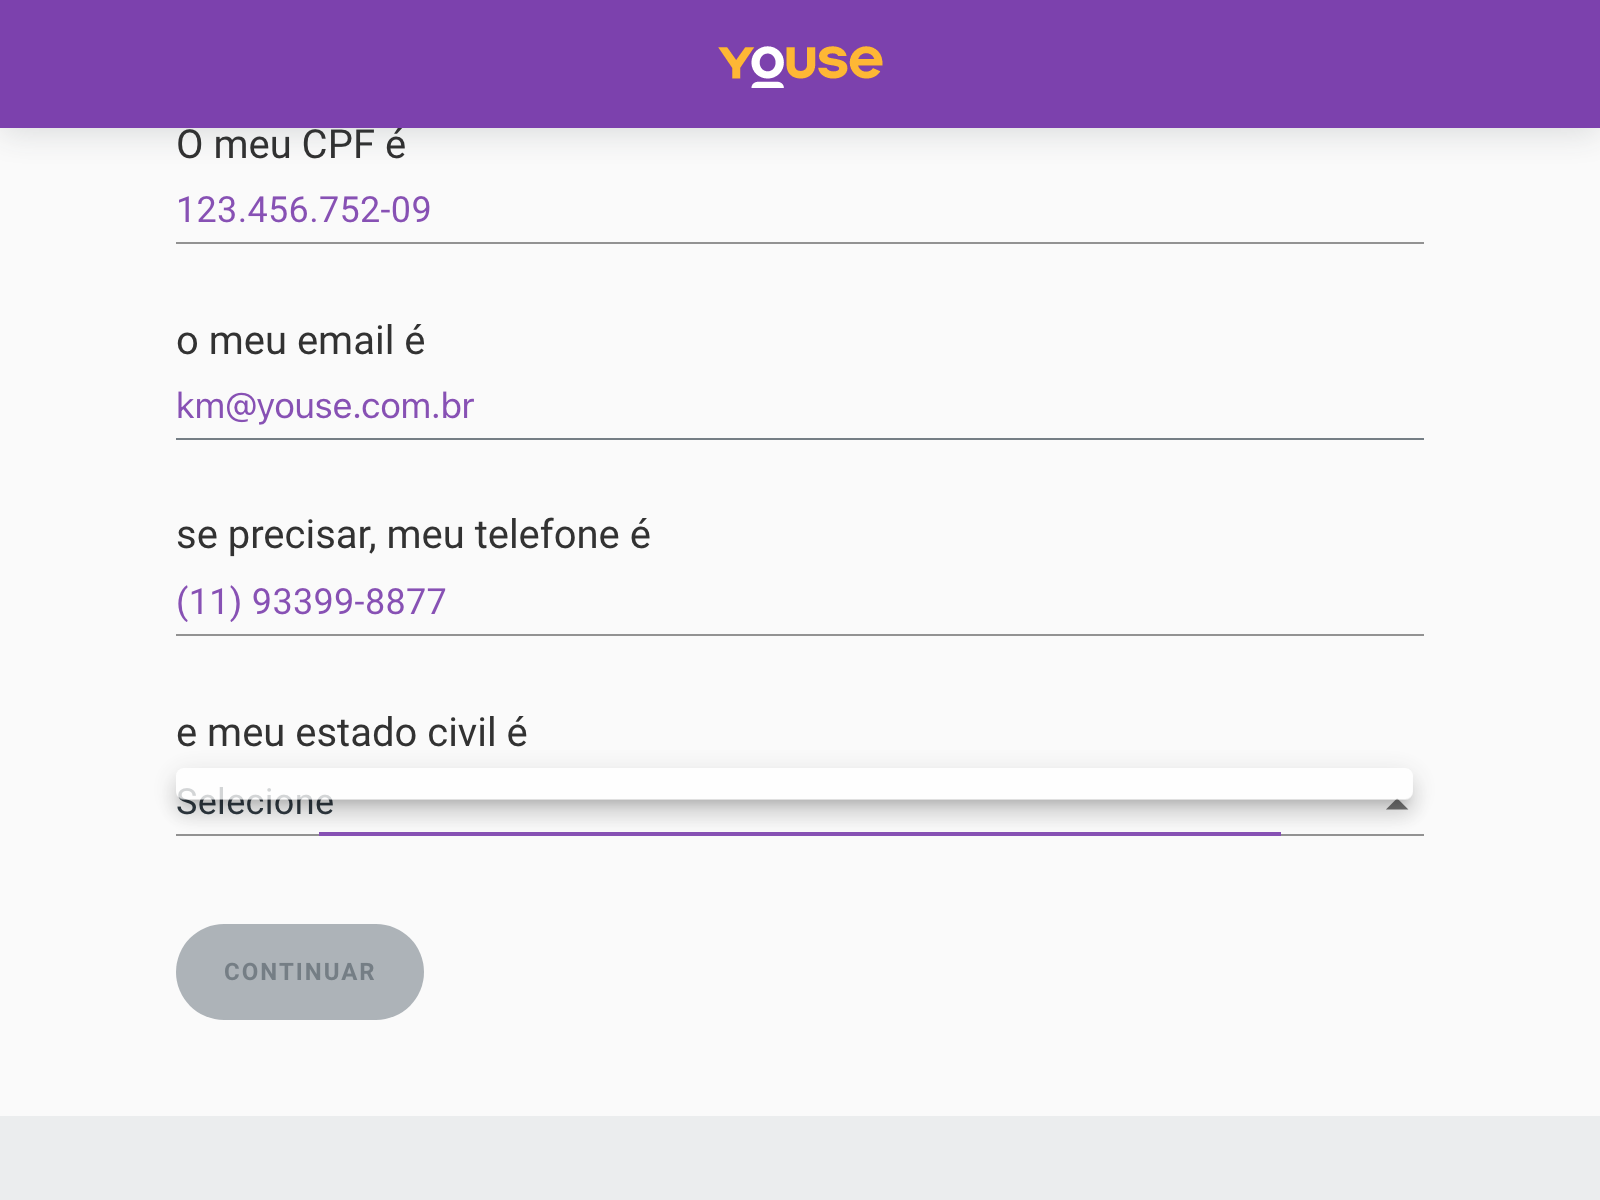 YOUSE
O meu CPF é
123.456.752-09
o meu email é
km@youse.com.br
se precisar, meu telefone é
(11) 93399-8877
e meu estado civil é
Selecione
CONTINUAR